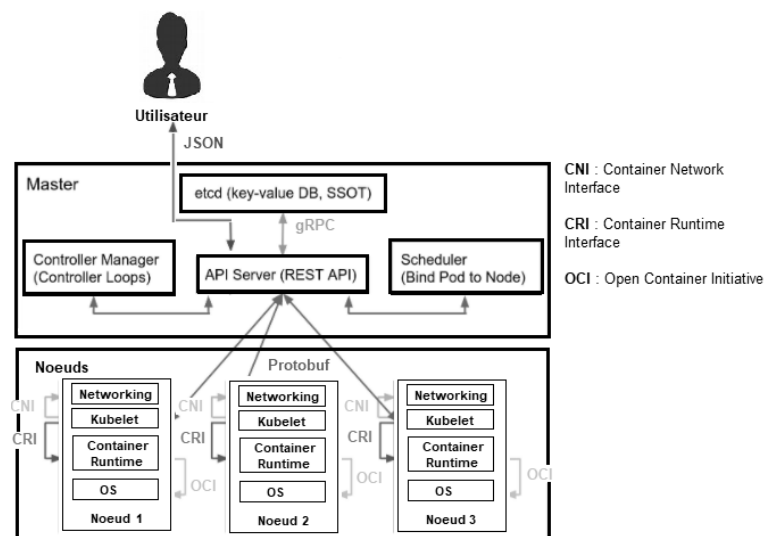 Utilisateur
JSON
Master
etcd (key-value DB, SSOT)
gRPC
Controller Manager
(Controller Loops)
API Server (REST API)
Scheduler
(Bind Pod to Node)
CNI : Container Network
Interface
CRI : Container Runtime
Interface
OCI : Open Container Initiative
Noeuds
Protobuf
Networking
Kubelet
Container
Runtime
OS
Noeud 1
CNI
CRI
OCI
Networking
Kubelet
Container
Runtime
OS
Noeud 2
CNI
CRI
OCI
Networking
Kubelet
Container
Runtime
OS
Noeud 3
CNI
CRI
OCI